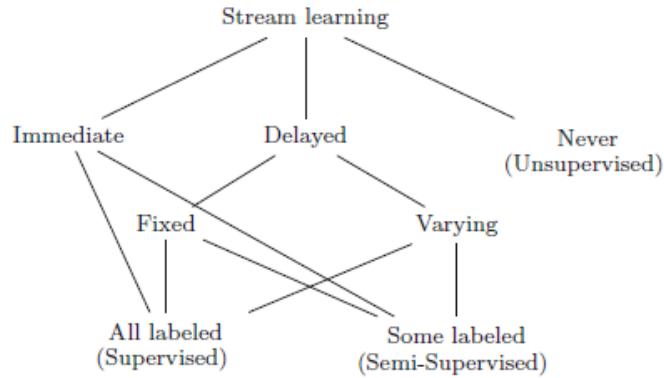 Stream learning
Immediate
Delayed
Never
(Unsupervised)
Fixed
Varying
All labeled
(Supervised)
Some labeled
(Semi-Supervised)